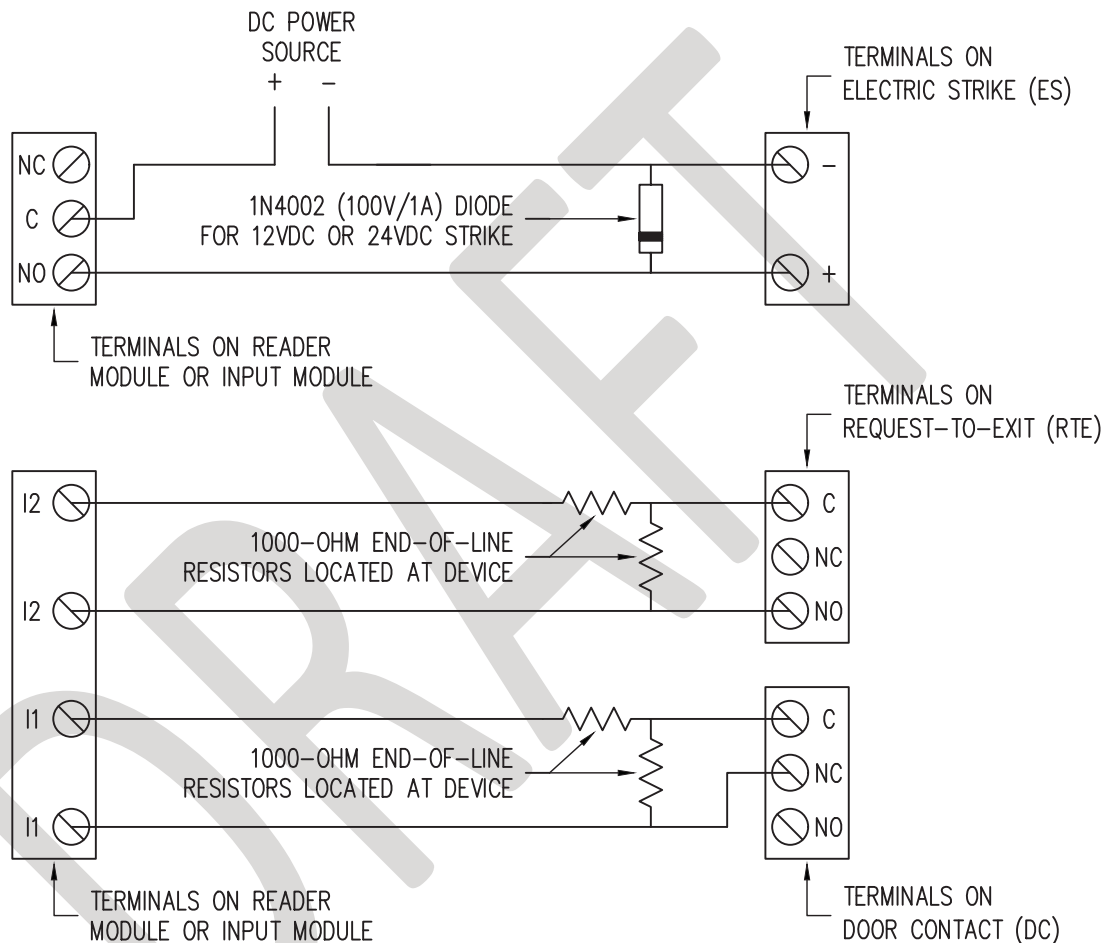 DC POWER
SOURCE
+ −
TERMINALS ON
ELECTRIC STRIKE (ES)
NC
C
NO
1N4002 (100V/1A) DIODE
FOR 12VDC OR 24VDC STRIKE
−
+
TERMINALS ON READER
MODULE OR INPUT MODULE
TERMINALS ON
REQUEST−TO−EXIT (RTE)
I2
I2
1000−OHM END−OF−LINE
RESISTORS LOCATED AT DEVICE
C
NC
NO
I1
I1
1000−OHM END−OF−LINE
RESISTORS LOCATED AT DEVICE
C
NC
NO
TERMINALS ON READER
MODULE OR INPUT MODULE
TERMINALS ON
DOOR CONTACT (DC)
DRAFT